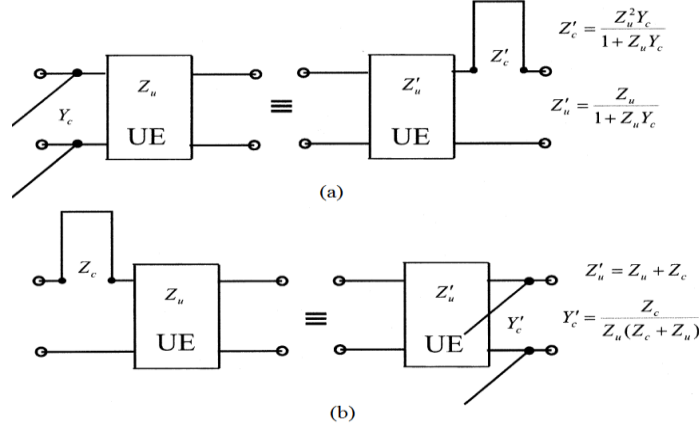 Z'_c = Z_u^2 Y_c / 1 + Z_u Y_c
Z_u
Z'_u
Z'_c
Y_c
≡
Z'_u = Z_u / 1 + Z_u Y_c
UE
UE
(a)
Z_c
Z_u
Z'_u
Z'_u = Z_u + Z_c
≡
Y'_c
Y'_c = Z_c / Z_u(Z_c + Z_u)
UE
UE
(b)